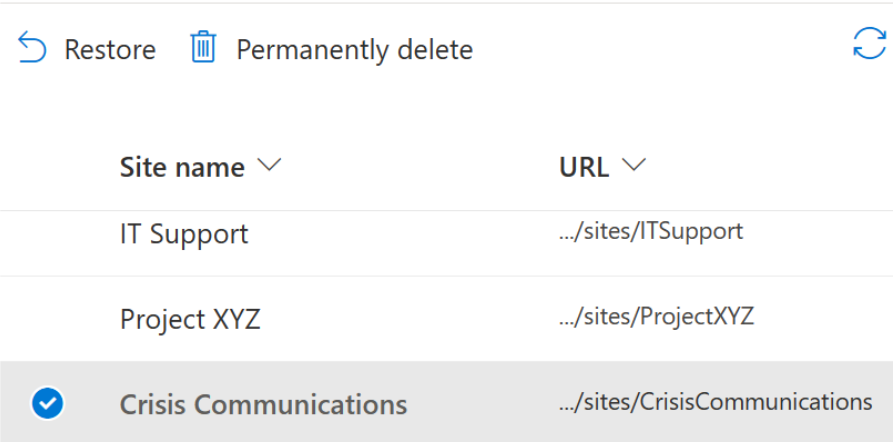 Restore Permanently delete
Site name URL
IT Support .../sites/ITSupport
Project XYZ .../sites/ProjectXYZ
Crisis Communications .../sites/CrisisCommunications